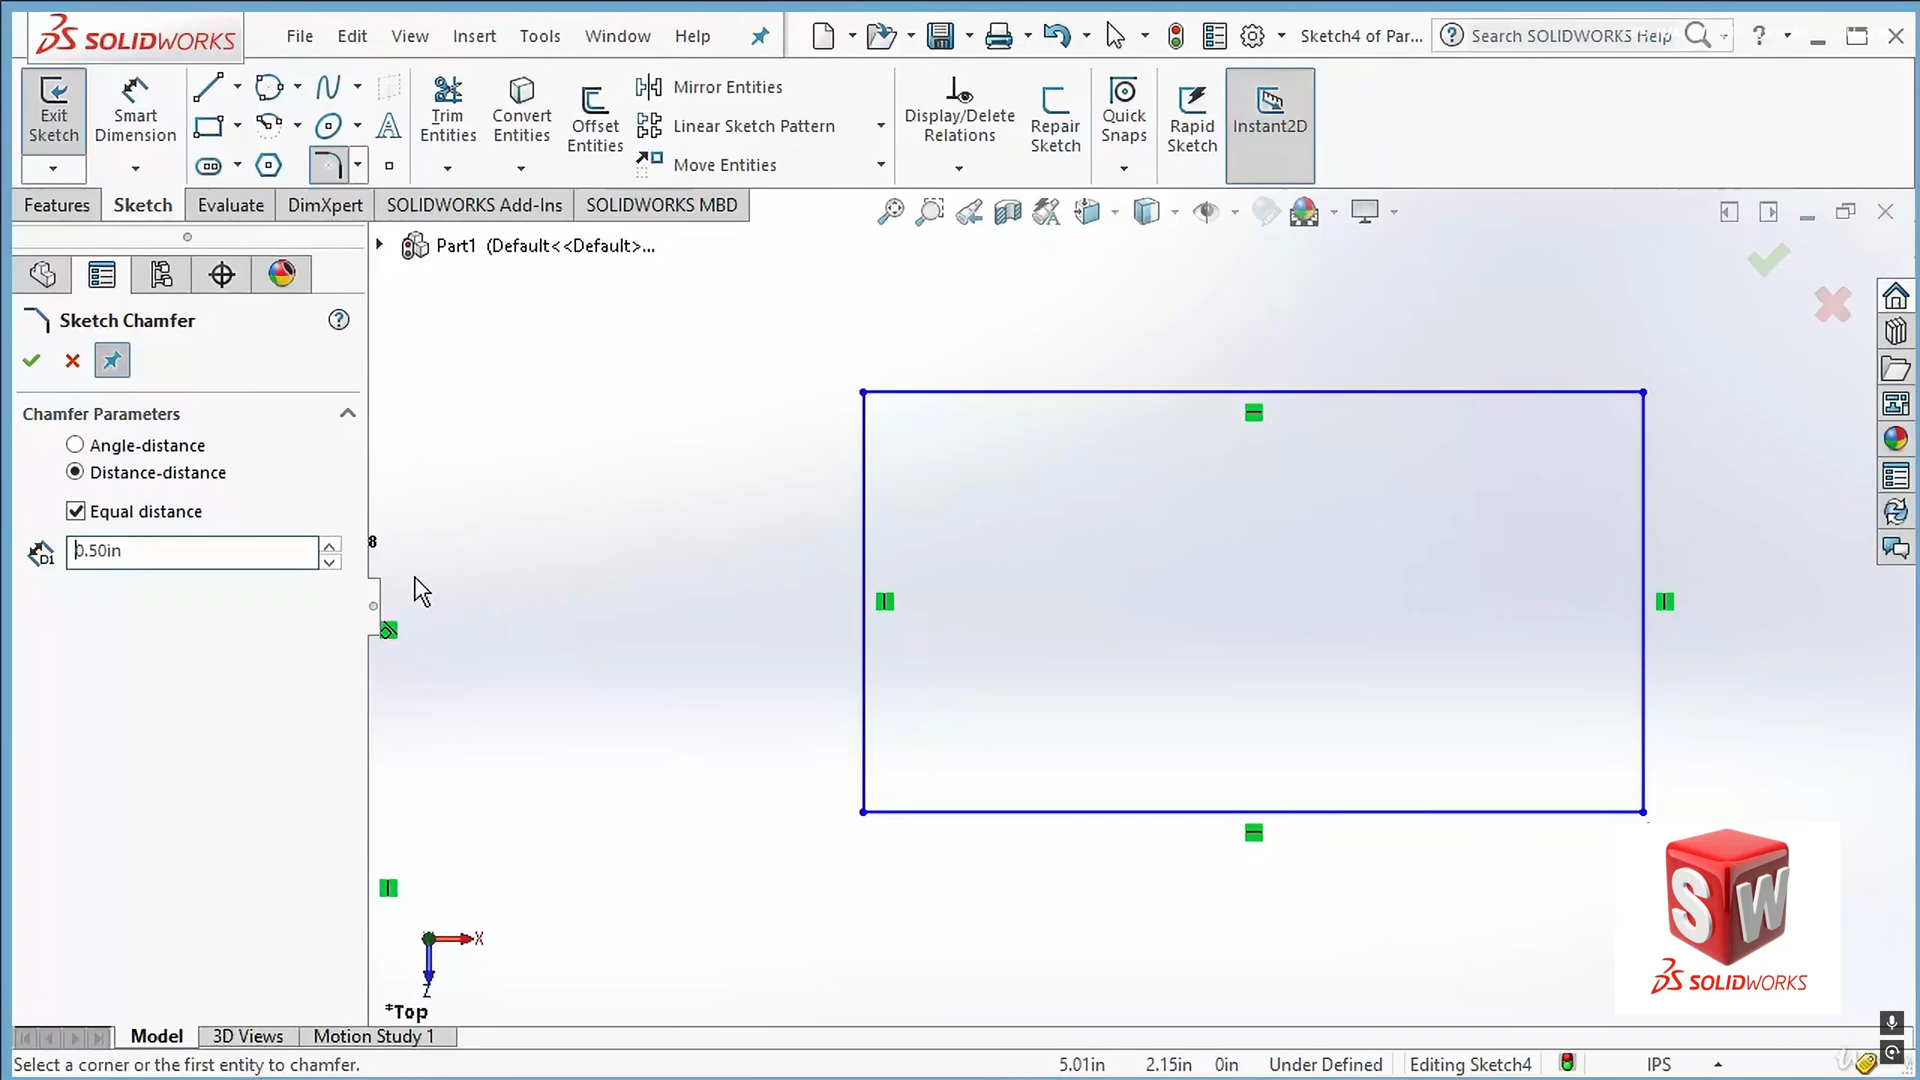 SOLIDWORKS File Edit View Insert Tools Window Help Sketch4 of Par... Search SOLIDWORKS Help ?
Exit Sketch
Smart Dimension
Trim Entities
Convert Entities
Offset Entities
Mirror Entities
Linear Sketch Pattern
Move Entities
Display/Delete Relations
Repair Sketch
Quick Snaps
Rapid Sketch
Instant2D
Features Sketch Evaluate DimXpert SOLIDWORKS Add-Ins SOLIDWORKS MBD
Part1 (Default<<Default>...
Sketch Chamfer
Chamfer Parameters
Angle-distance
Distance-distance
Equal distance
D1 0.50in
8
X
Z
*Top
SW
SOLIDWORKS
Model 3D Views Motion Study 1
Select a corner or the first entity to chamfer. 5.01in 2.15in 0in Under Defined Editing Sketch4 IPS